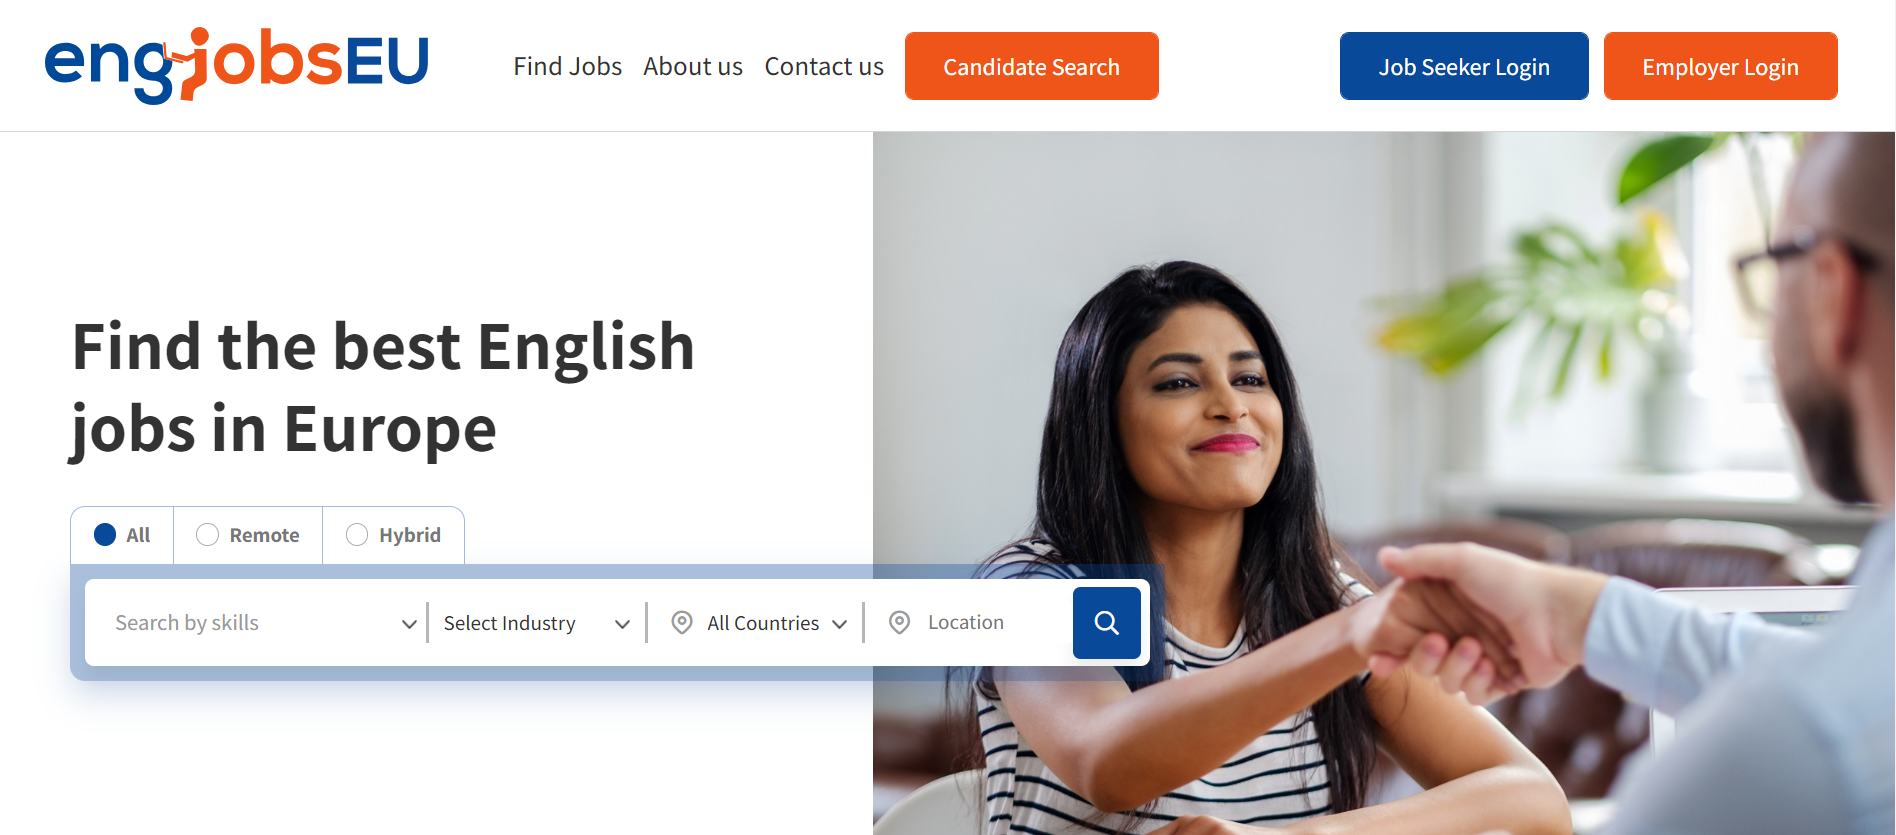 engjobsEU
Find Jobs About us Contact us Candidate Search Job Seeker Login Employer Login
Find the best English
jobs in Europe
All Remote Hybrid
Search by skills Select Industry All Countries Location